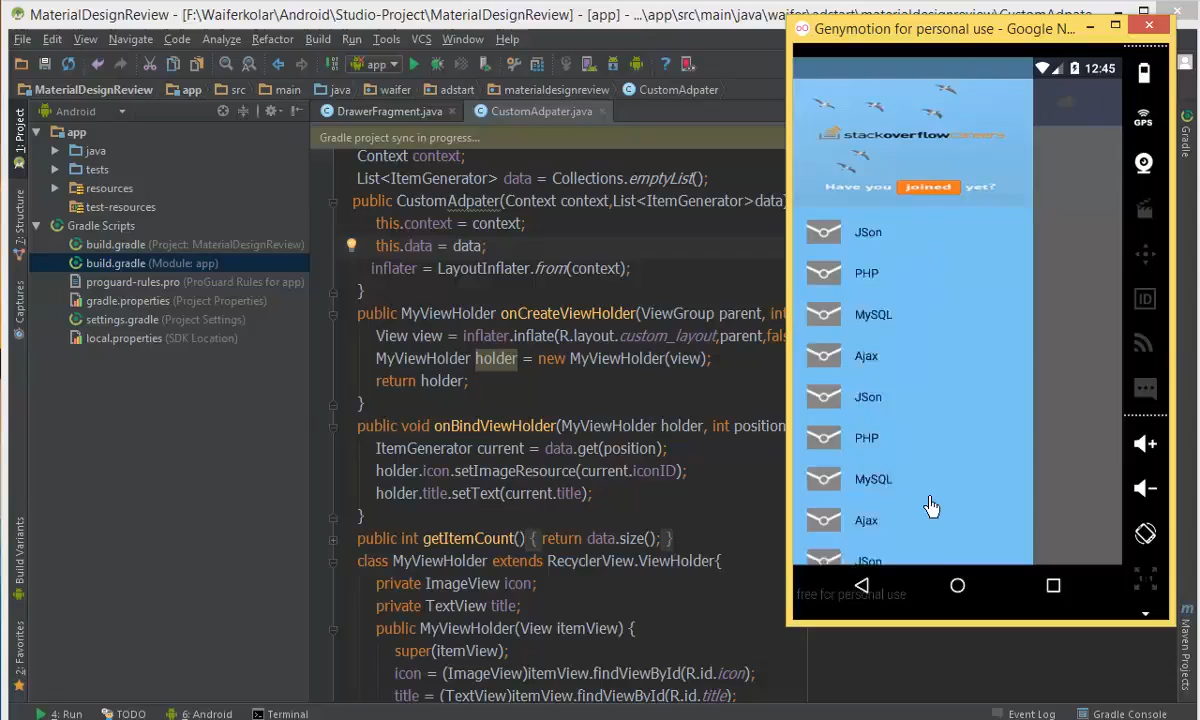 MaterialDesignReview - [F:\Waiferkolar\Android\Studio-Project\MaterialDesignReview] - [app] - ...\app\src\main\java\waifer\adstart\materialdesignreview\CustomAdpate
File Edit View Navigate Code Analyze Refactor Build Run Tools VCS Window Help
app
MaterialDesignReview app src main java waifer adstart materialdesignreview CustomAdpater
Android
DrawerFragment.java CustomAdpater.java
Gradle project sync in progress...
1: Project
7: Structure
Captures
Build Variants
2: Favorites
app
java
tests
resources
test-resources
Gradle Scripts
build.gradle (Project: MaterialDesignReview)
build.gradle (Module: app)
proguard-rules.pro (ProGuard Rules for app)
gradle.properties (Project Properties)
settings.gradle (Project Settings)
local.properties (SDK Location)
Context context;
List<ItemGenerator> data = Collections.emptyList();
public CustomAdpater(Context context,List<ItemGenerator>data)
this.context = context;
this.data = data;
inflater = LayoutInflater.from(context);
}
public MyViewHolder onCreateViewHolder(ViewGroup parent, int
View view = inflater.inflate(R.layout.custom_layout,parent,fals
MyViewHolder holder = new MyViewHolder(view);
return holder;
}
public void onBindViewHolder(MyViewHolder holder, int position
ItemGenerator current = data.get(position);
holder.icon.setImageResource(current.iconID);
holder.title.setText(current.title);
}
public int getItemCount() { return data.size(); }
class MyViewHolder extends RecyclerView.ViewHolder{
private ImageView icon;
private TextView title;
public MyViewHolder(View itemView) {
super(itemView);
icon = (ImageView)itemView.findViewById(R.id.icon);
title = (TextView)itemView.findViewById(R.id.title);
Genymotion for personal use - Google N...
12:45
stackoverflow careers
Have you joined yet?
JSon
PHP
MySQL
Ajax
JSon
PHP
MySQL
Ajax
JSon
free for personal use
GPS
ID
1:1
Gradle
Maven Projects
4: Run TODO 6: Android Terminal Event Log Gradle Console